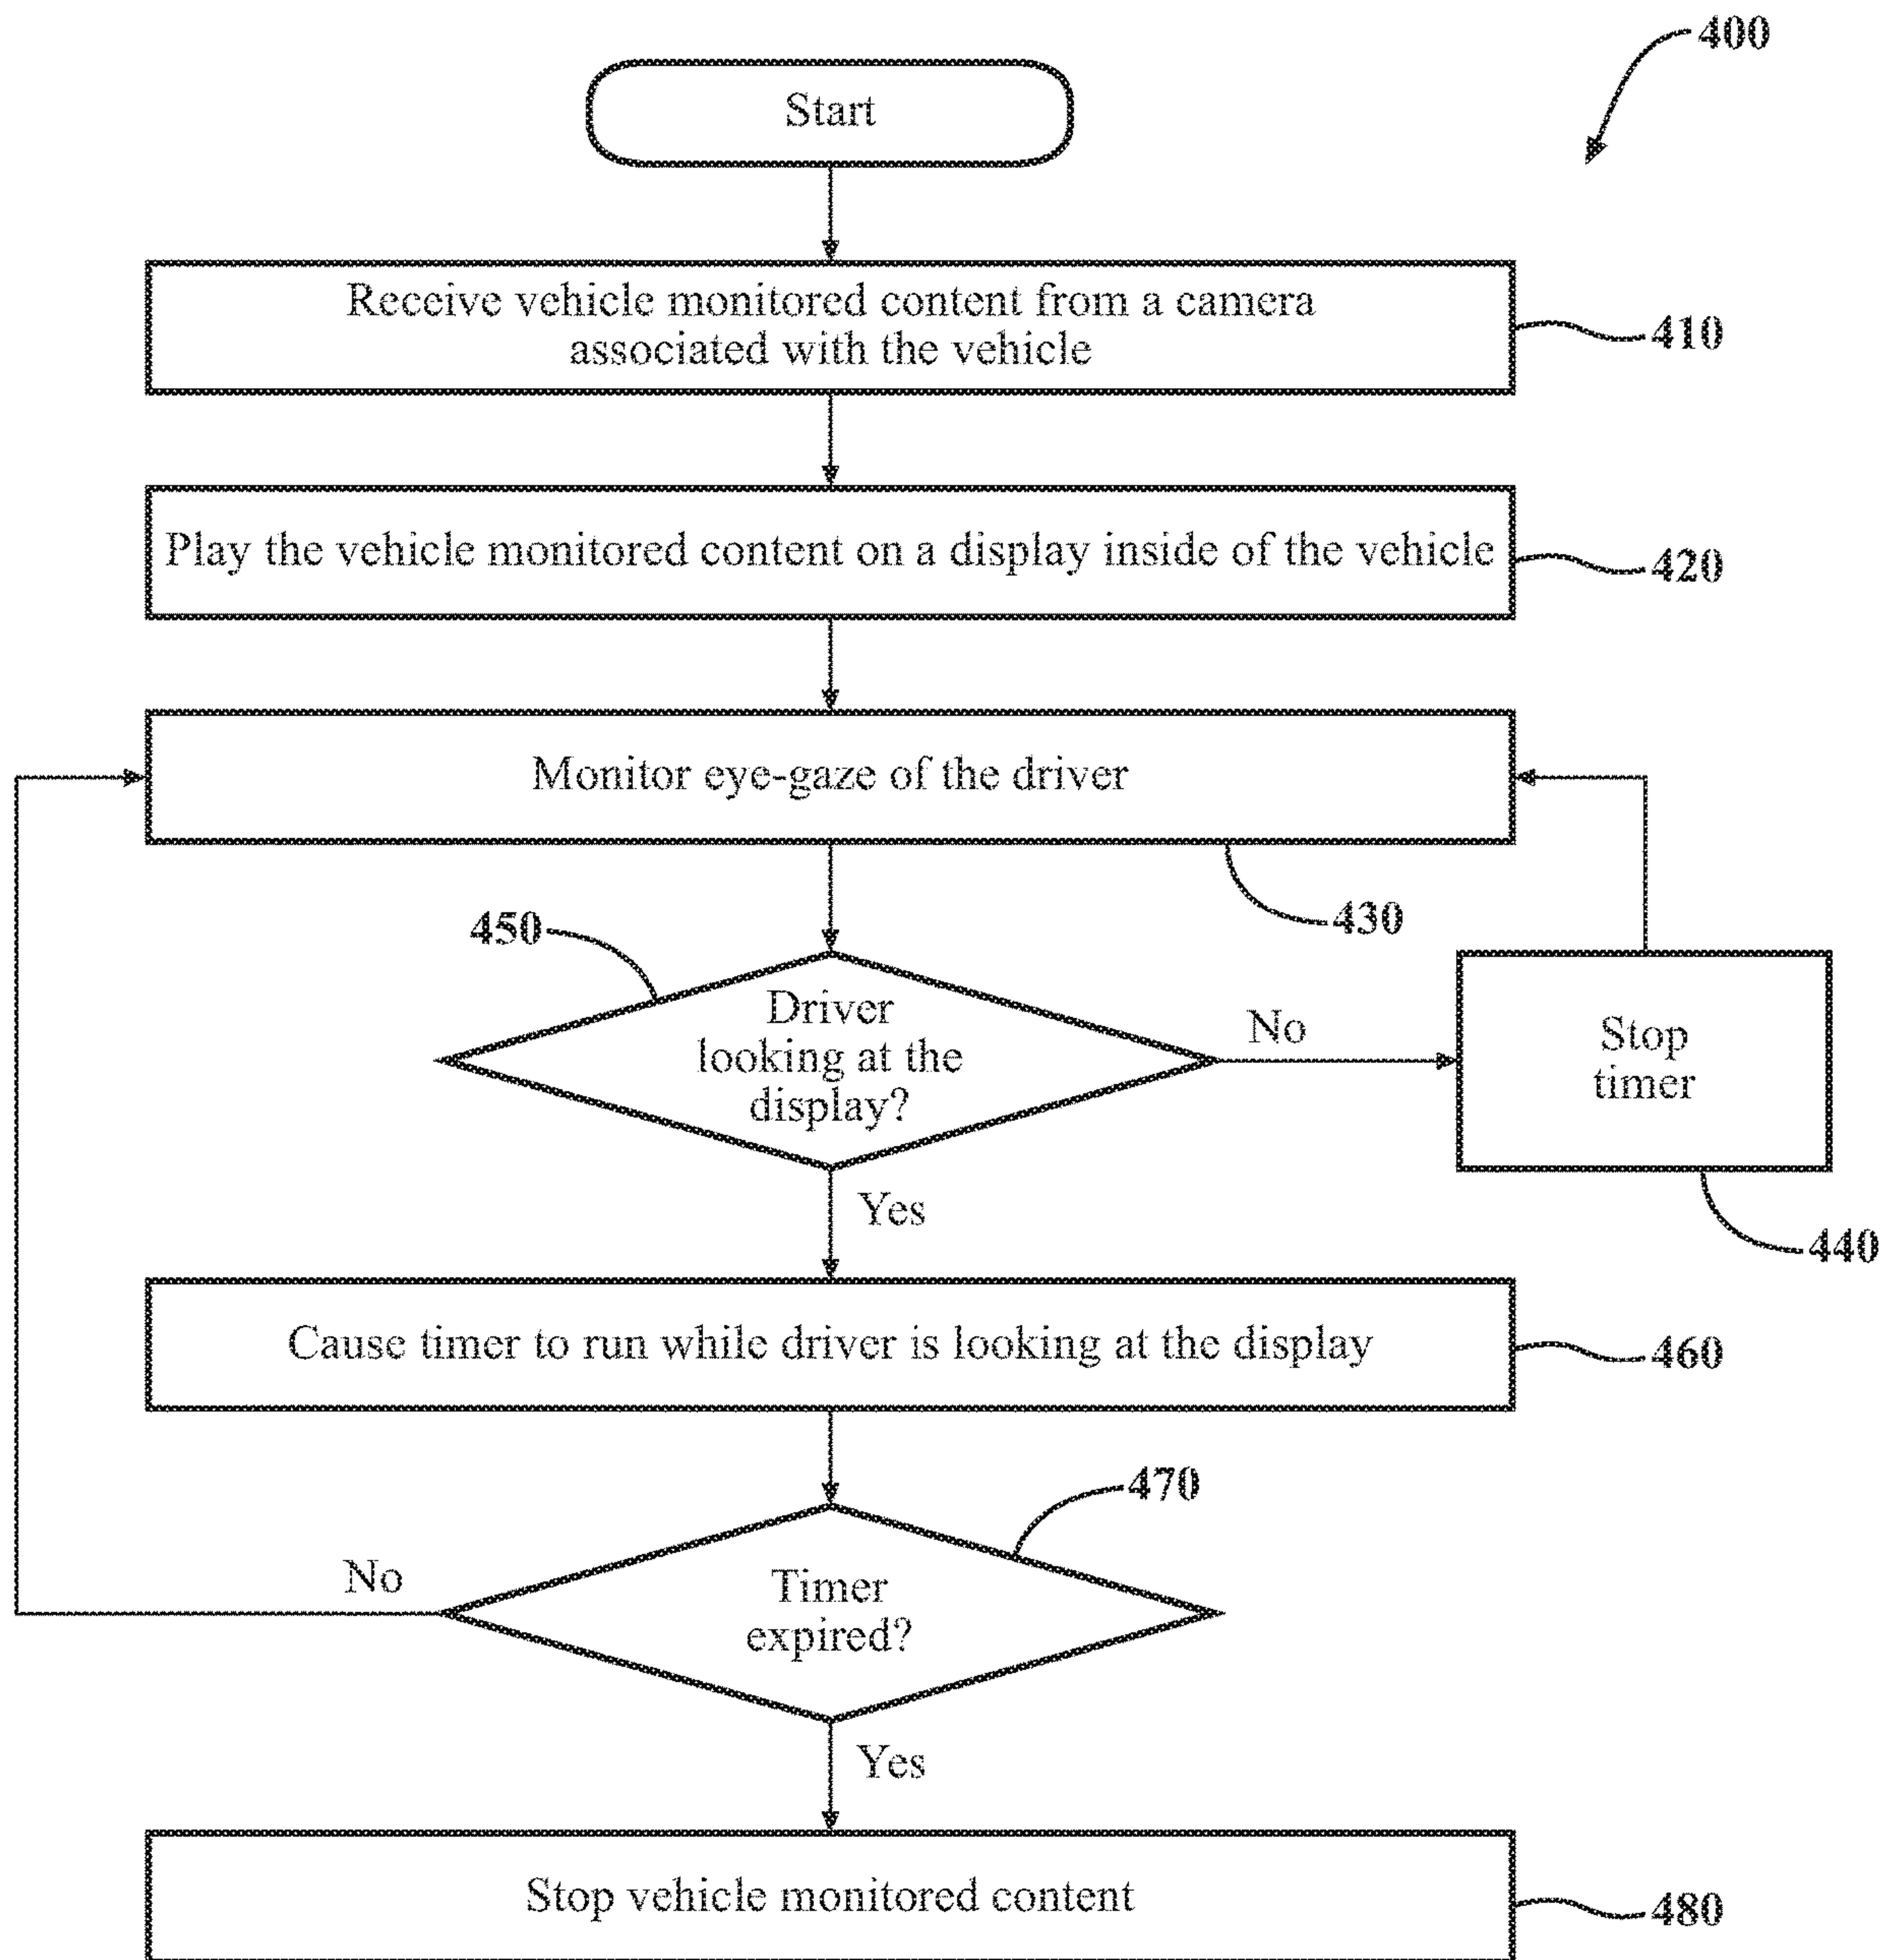 400
Start
Receive vehicle monitored content from a camera
associated with the vehicle
410
Play the vehicle monitored content on a display inside of the vehicle
420
Monitor eye-gaze of the driver
430
450
Driver
looking at the
display?
No
Stop
timer
440
Yes
Cause timer to run while driver is looking at the display
460
470
No
Timer
expired?
Yes
Stop vehicle monitored content
480